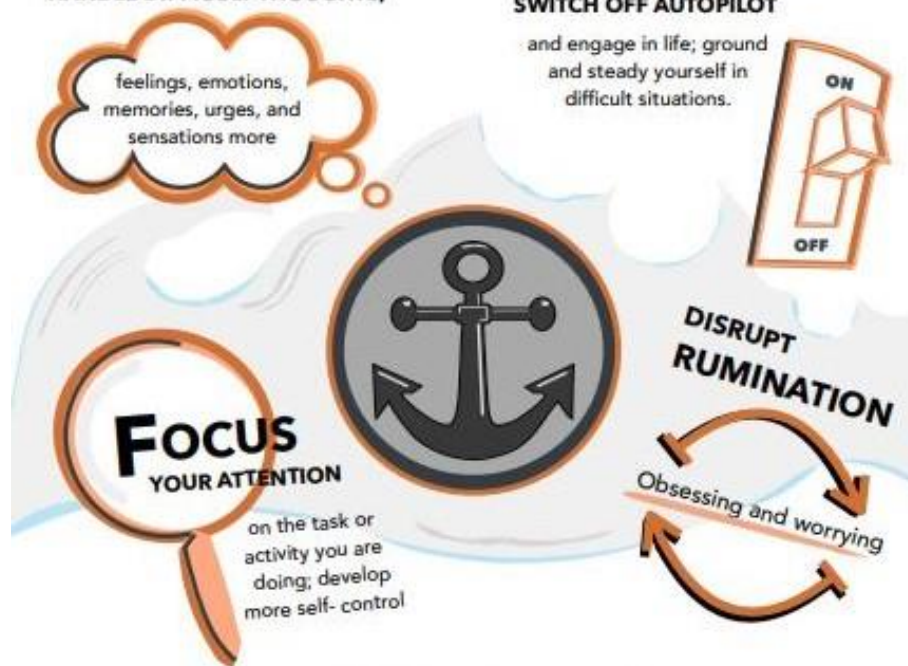 feelings, emotions,
memories, urges, and
sensations more
SWITCH OFF AUTOPILOT
and engage in life; ground
and steady yourself in
difficult situations.
ON
OFF
DISRUPT
RUMINATION
Obsessing and worrying
FOCUS
YOUR ATTENTION
on the task or
activity you are
doing; develop
more self- control